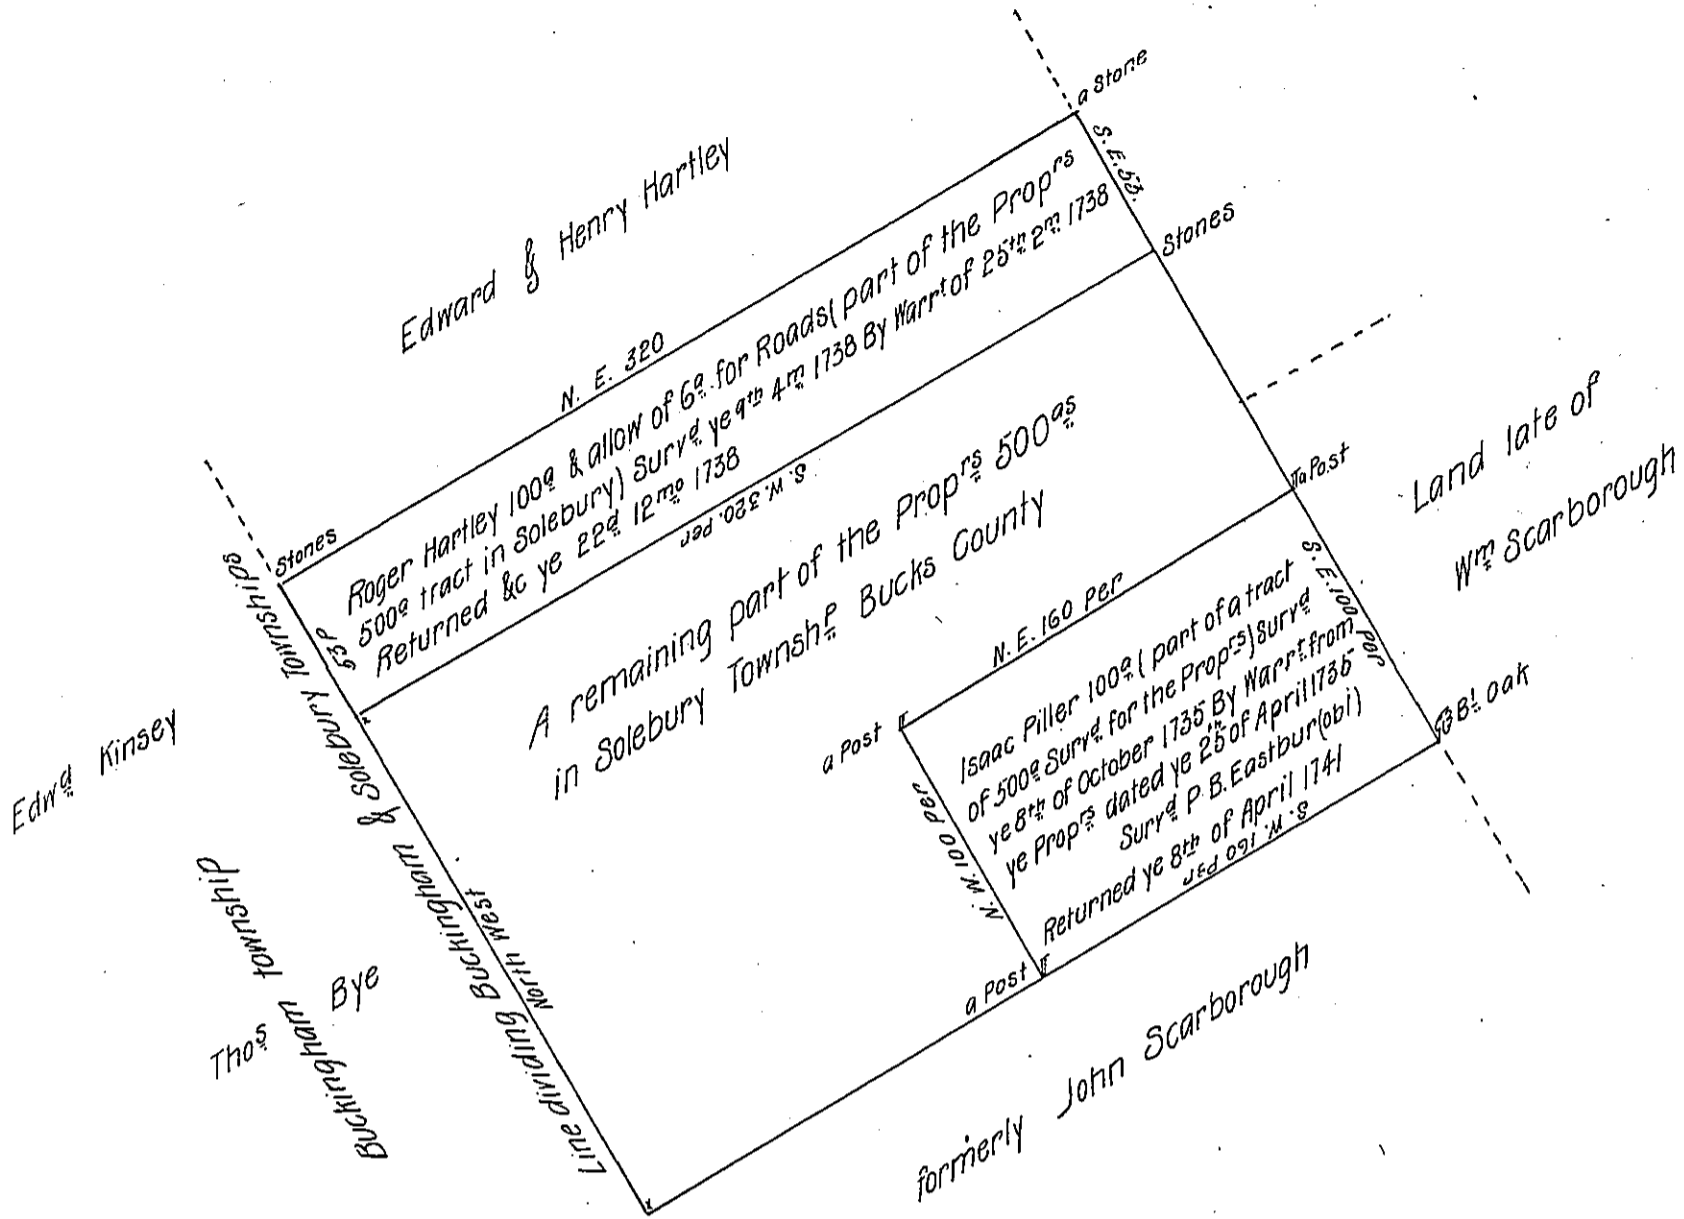 a Stone
S. E. 53.
Edward & Henry Hartley
N. E. 320
Stones
Roger Hartley 100a & allow of 6a for Roads (part of the Proprs
500a tract in Solebury) Survd ye 9th 4m 1738 By Warrt of 25th 2m 1738
Returned &c ye 22d 12mo 1738
S. W. 320. per
Stones
53 P
A remaining part of the Proprs 500as
in Solebury Townshp Bucks County
Land late of
Wm Scarborough
a Post
N. E. 160 Per
S. E. 100 Por
a Post
Isaac Piller 100a (part of a tract
of 500a Survd for the Proprs) Survd
ye 8th of October 1735 By Warrt from
ye Proprs dated ye 25th of April 1735
Survd P. B. Eastbur(obl)
Returned ye 8th of April 1741
N. W. 100 Per
S. W. 160 Per
Bl Oak
a Post
Edwd Kinsey
Line dividing Buckingham & Solebury Townships
North West
Buckingham Township
Thos Bye
formerly John Scarborough